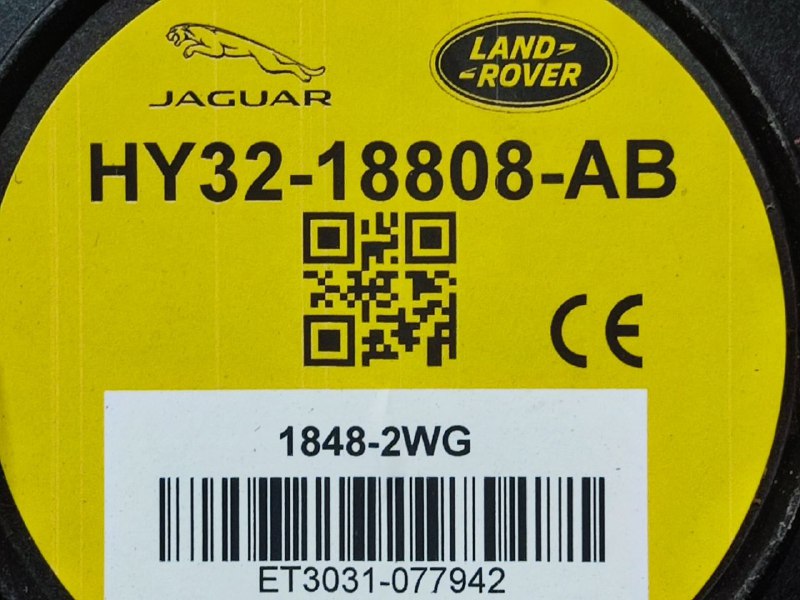 JAGUAR
LAND-
-ROVER
HY32-18808-AB
CE
1848-2WG
ET3031-077942